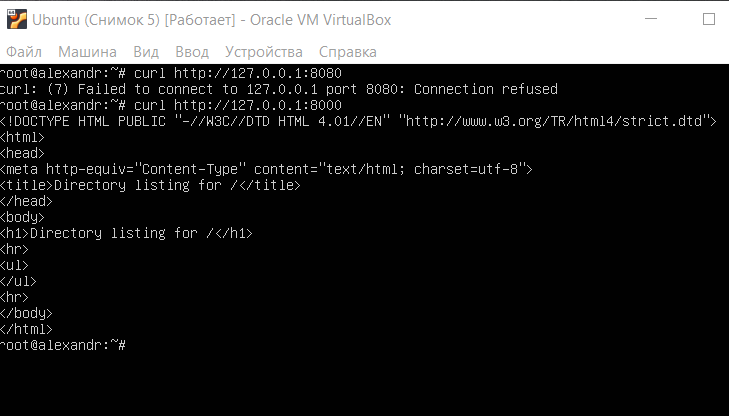 Ubuntu (Снимок 5) [Работает] - Oracle VM VirtualBox
Файл Машина Вид Ввод Устройства Справка
root@alexandr:~# curl http://127.0.0.1:8080
curl: (7) Failed to connect to 127.0.0.1 port 8080: Connection refused
root@alexandr:~# curl http://127.0.0.1:8000
<!DOCTYPE HTML PUBLIC "-//W3C//DTD HTML 4.01//EN" "http://www.w3.org/TR/html4/strict.dtd">
<html>
<head>
<meta http-equiv="Content-Type" content="text/html; charset=utf-8">
<title>Directory listing for /</title>
</head>
<body>
<h1>Directory listing for /</h1>
<hr>
<ul>
</ul>
<hr>
</body>
</html>
root@alexandr:~#